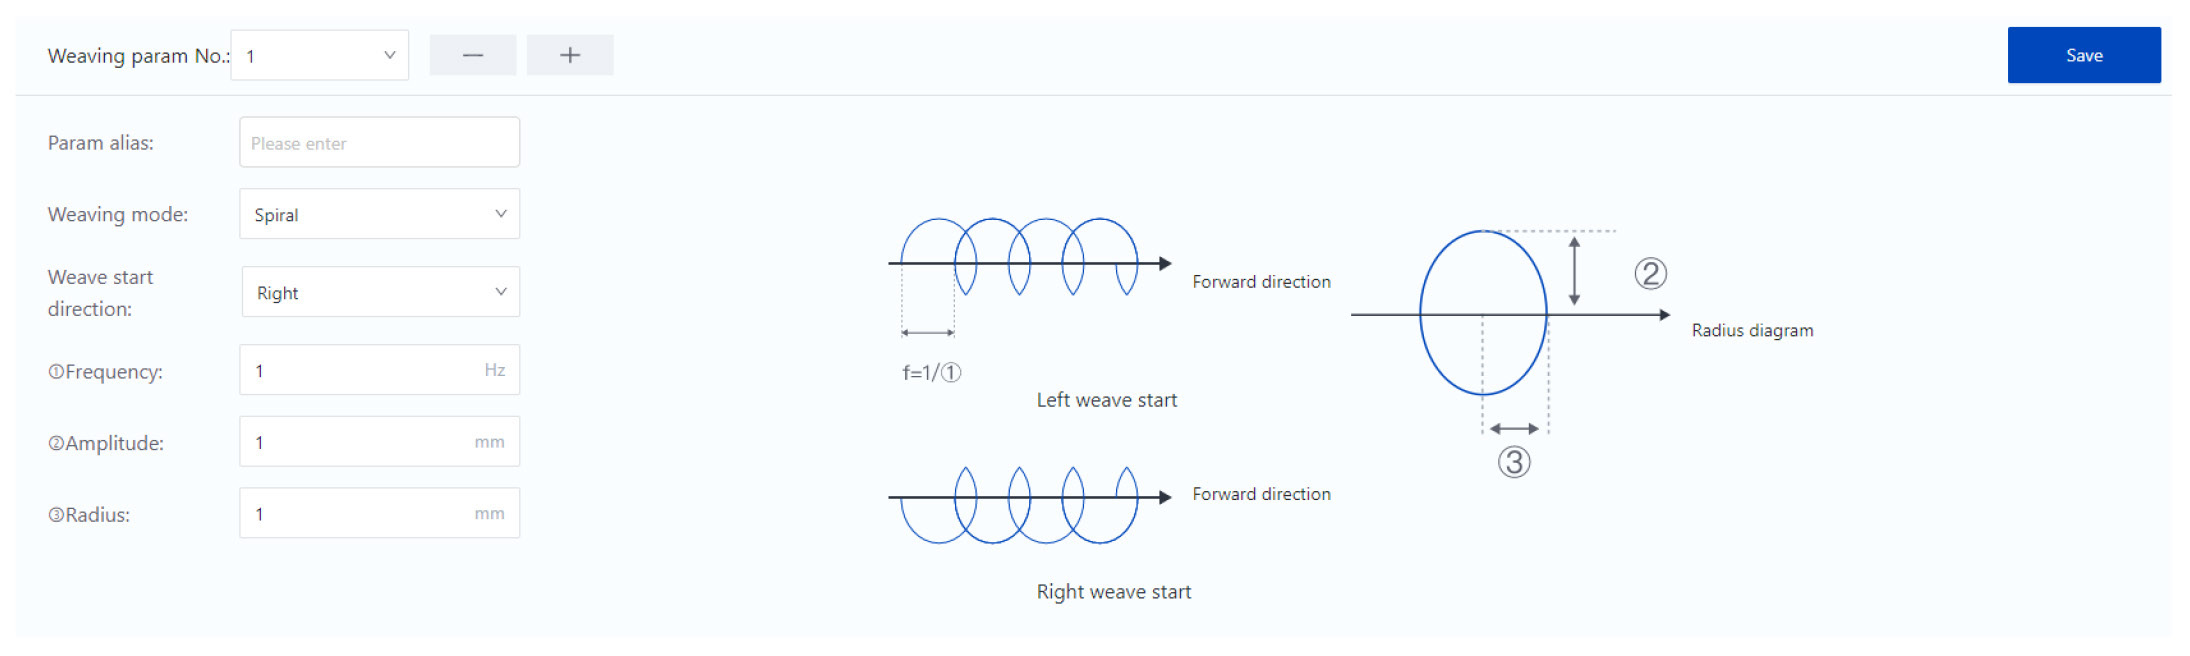 Weaving param No.: 1 — +
Save
Param alias: Please enter
Weaving mode: Spiral
Weave start direction: Right
①Frequency: 1 Hz
②Amplitude: 1 mm
③Radius: 1 mm
Forward direction
f=1/①
Left weave start
Forward direction
Right weave start
②
Radius diagram
③